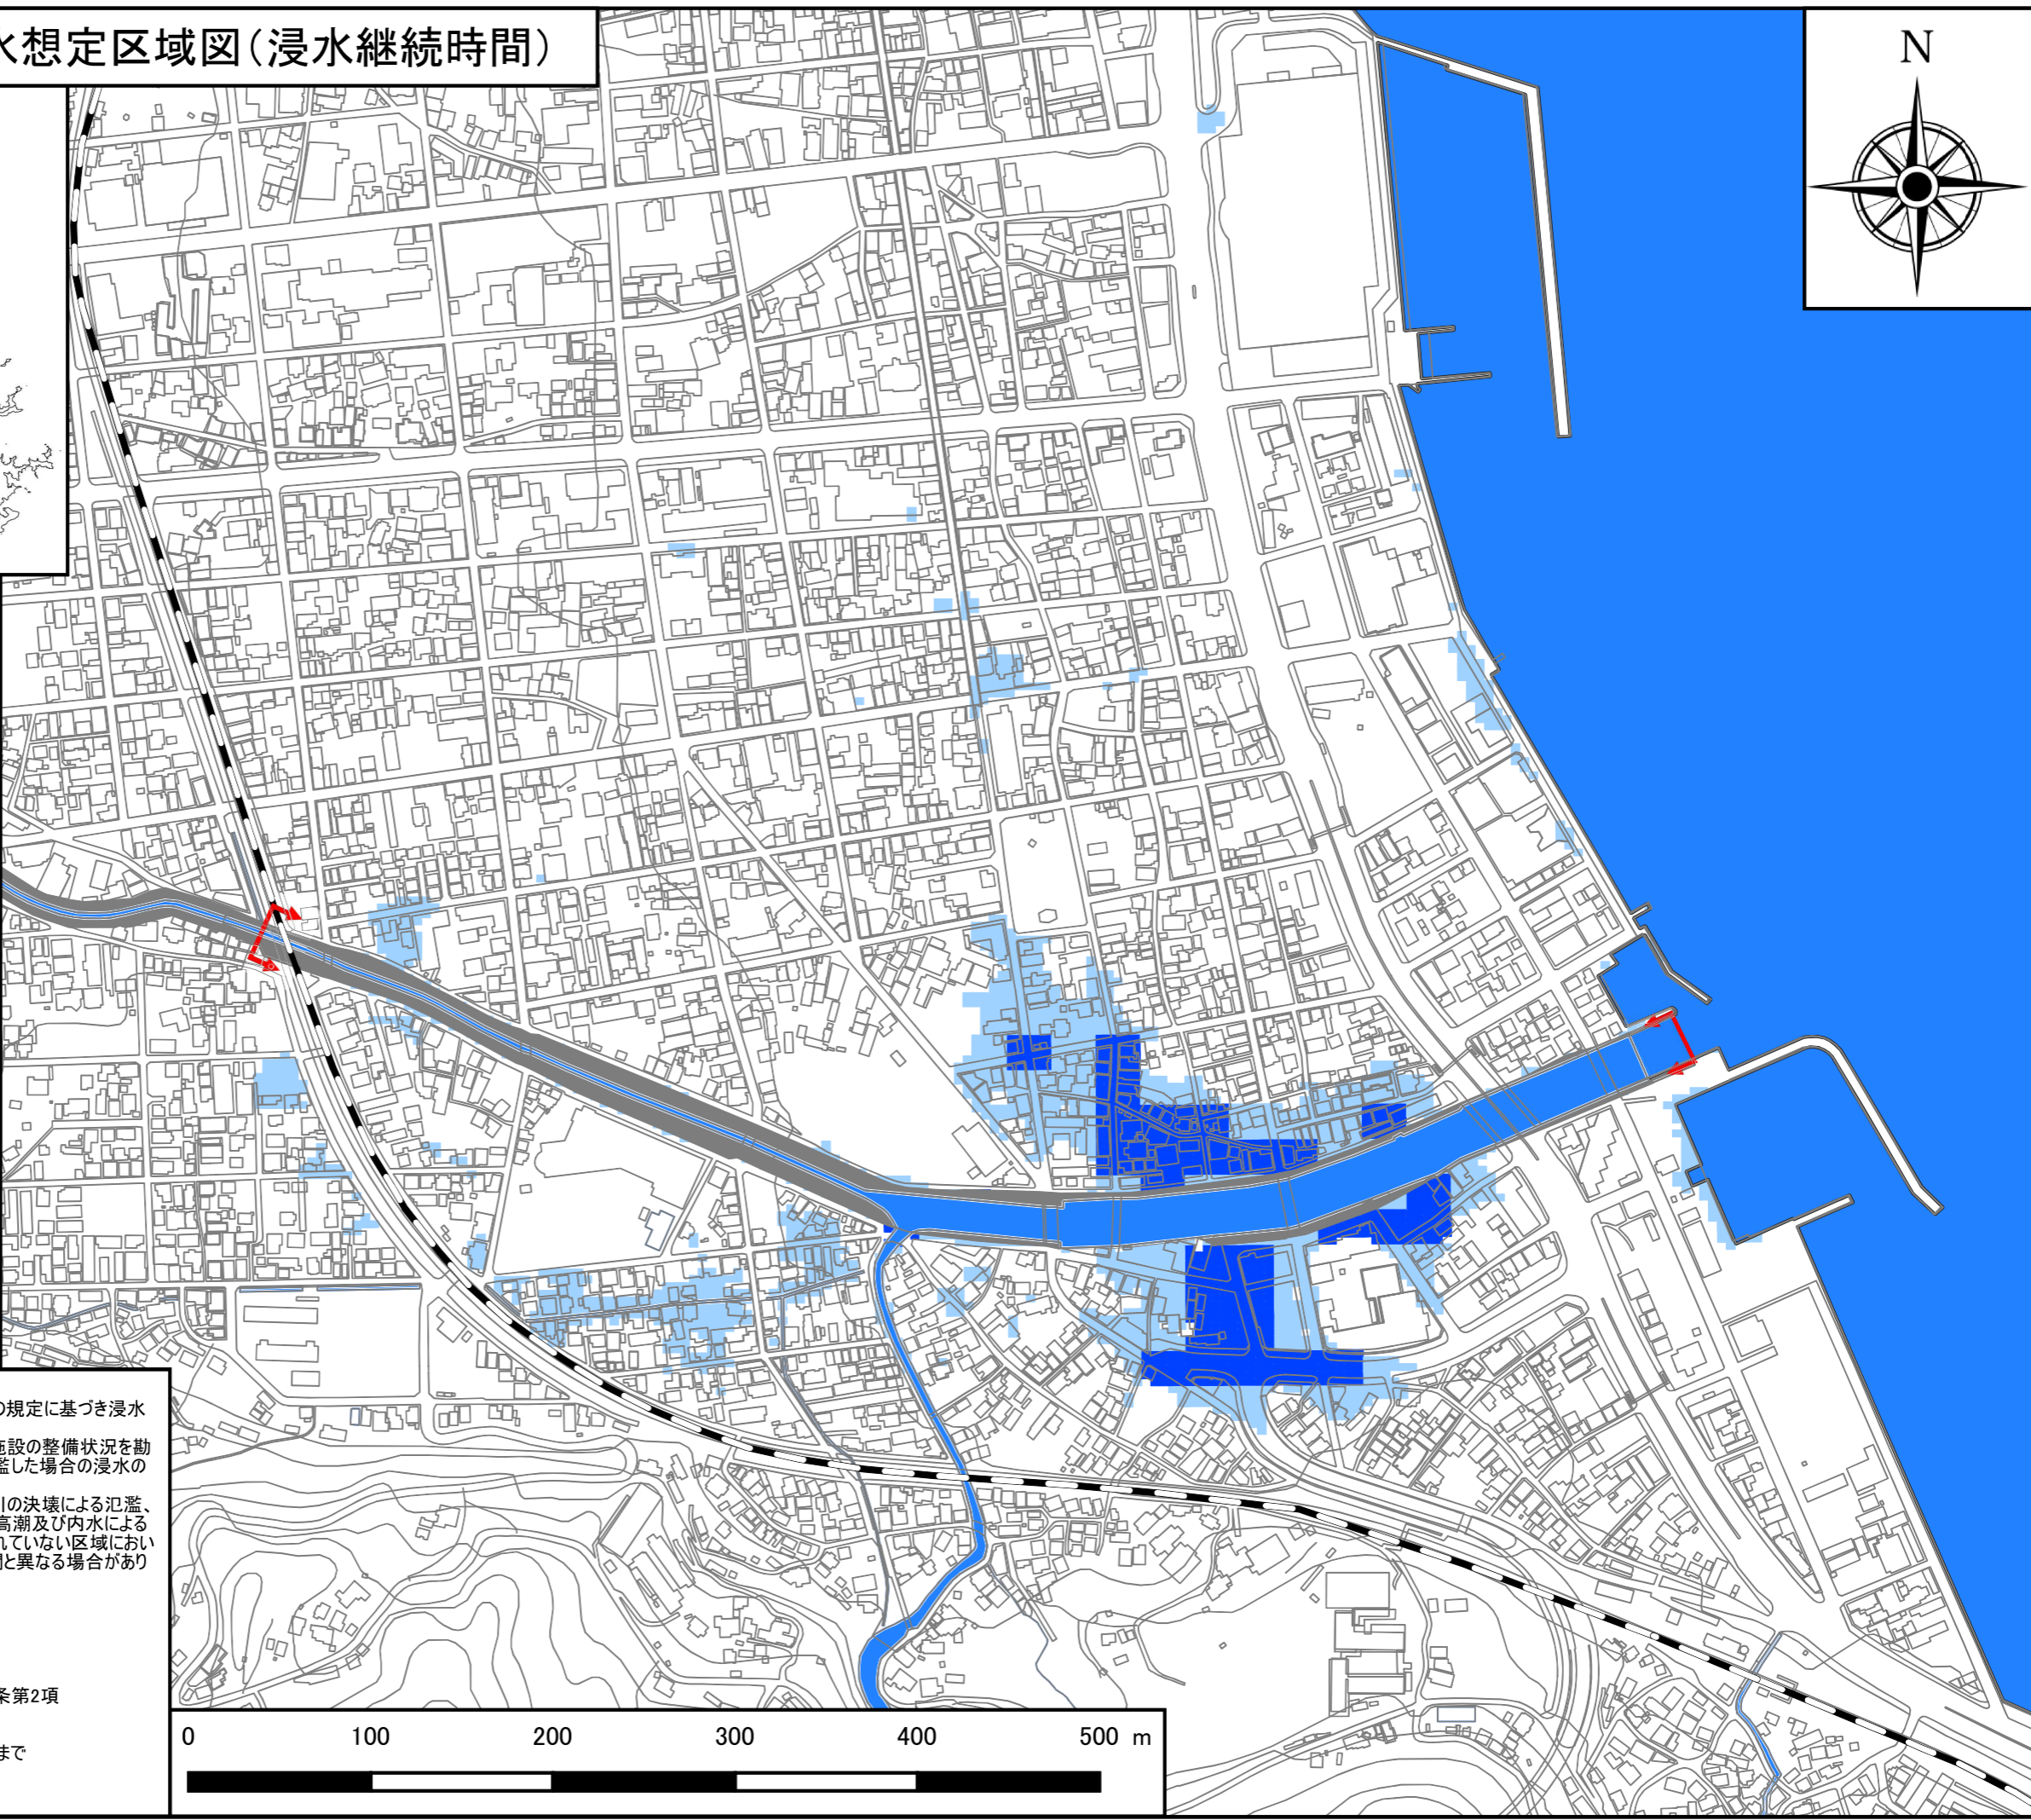 水想定区域図(浸水継続時間)
N
の規定に基づき浸水
施設の整備状況を勘
濫した場合の浸水の
川の決壊による氾濫、
高潮及び内水による
れていない区域におい
間と異なる場合があり
条第2項
まで
0 100 200 300 400 500 m